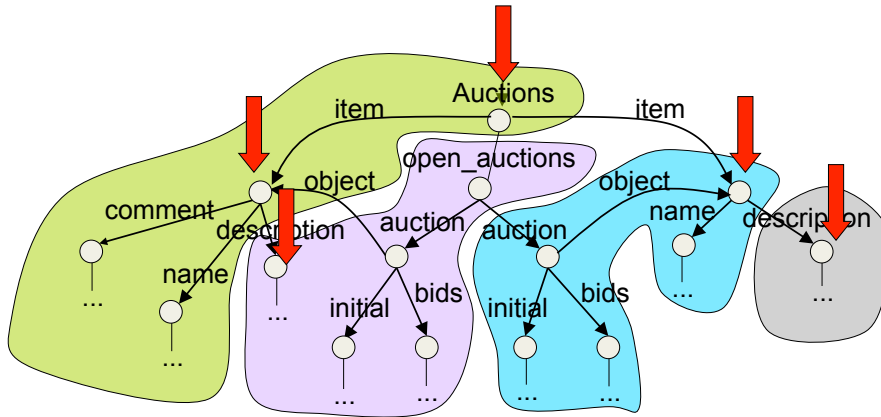 Auctions
item
item
open_auctions
object
object
comment
description
name
description
auction
auction
name
...
...
...
...
...
initial
bids
initial
bids
...
...
...
...